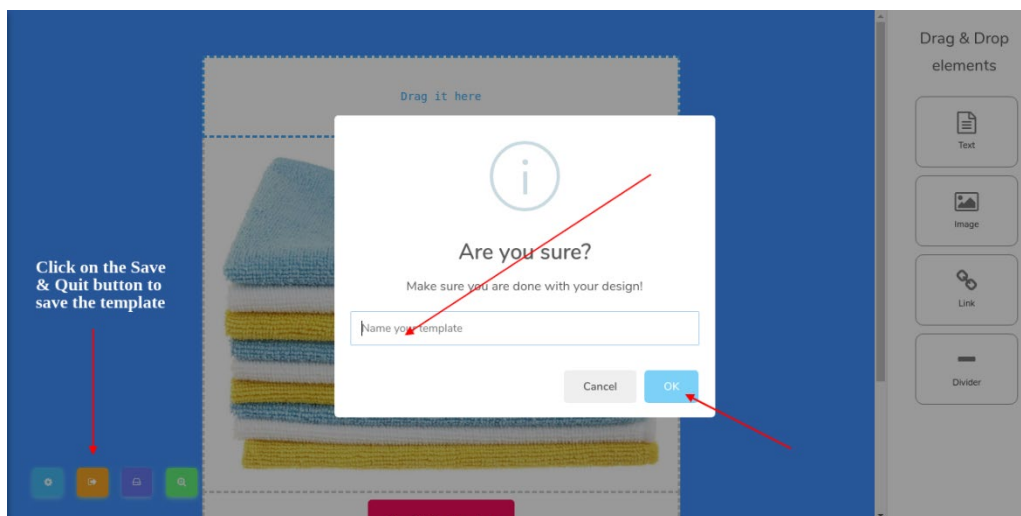 Drag & Drop
elements
Drag it here
Text
Image
Are you sure?
Make sure you are done with your design!
Click on the Save
& Quit button to
save the template
Name your template
Link
Cancel
OK
Divider